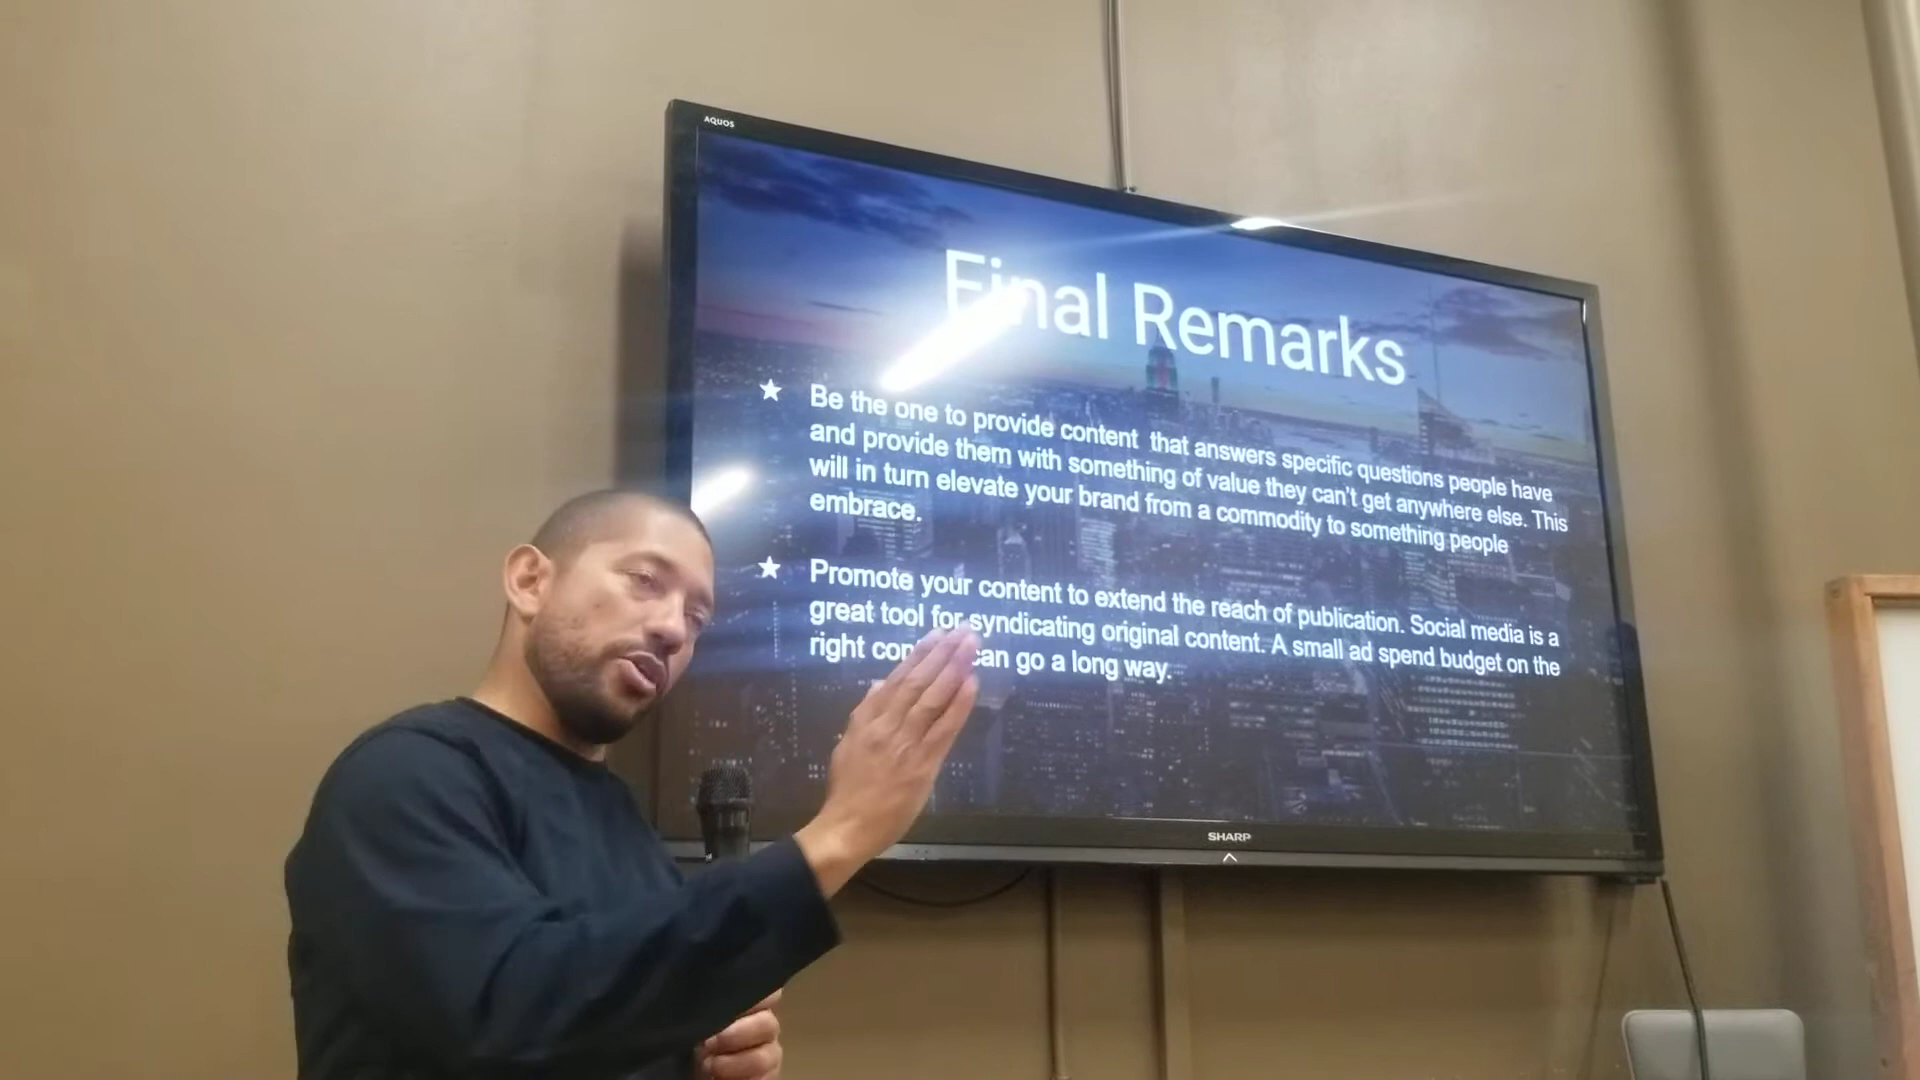 AQUOS
Final Remarks
★ Be the one to provide content that answers specific questions people have
and provide them with something of value they can't get anywhere else. This
will in turn elevate your brand from a commodity to something people
embrace.
★ Promote your content to extend the reach of publication. Social media is a
great tool for syndicating original content. A small ad spend budget on the
right can go a long way.
SHARP